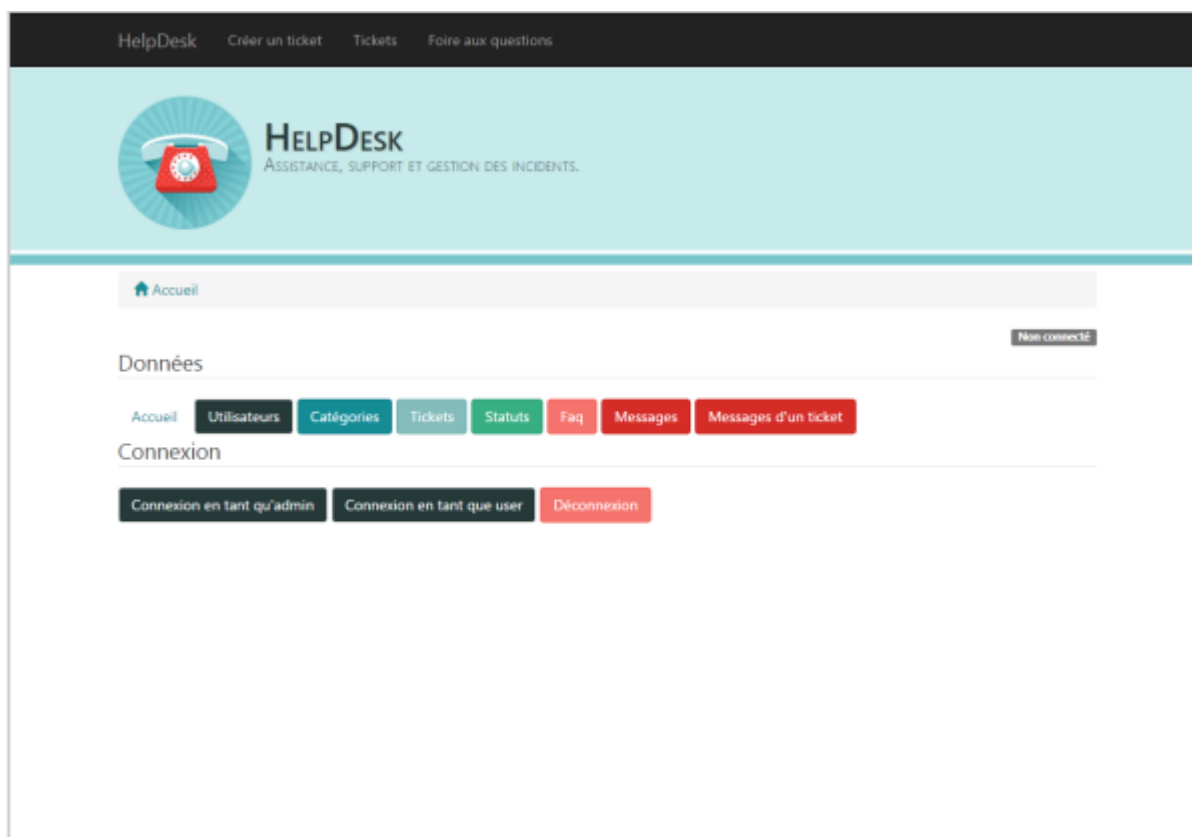 HelpDesk Créer un ticket Tickets Foire aux questions
HelpDesk
Assistance, support et gestion des incidents.
Accueil
Non connecté
Données
Accueil Utilisateurs Catégories Tickets Statuts Faq Messages Messages d'un ticket
Connexion
Connexion en tant qu'admin Connexion en tant que user Déconnexion